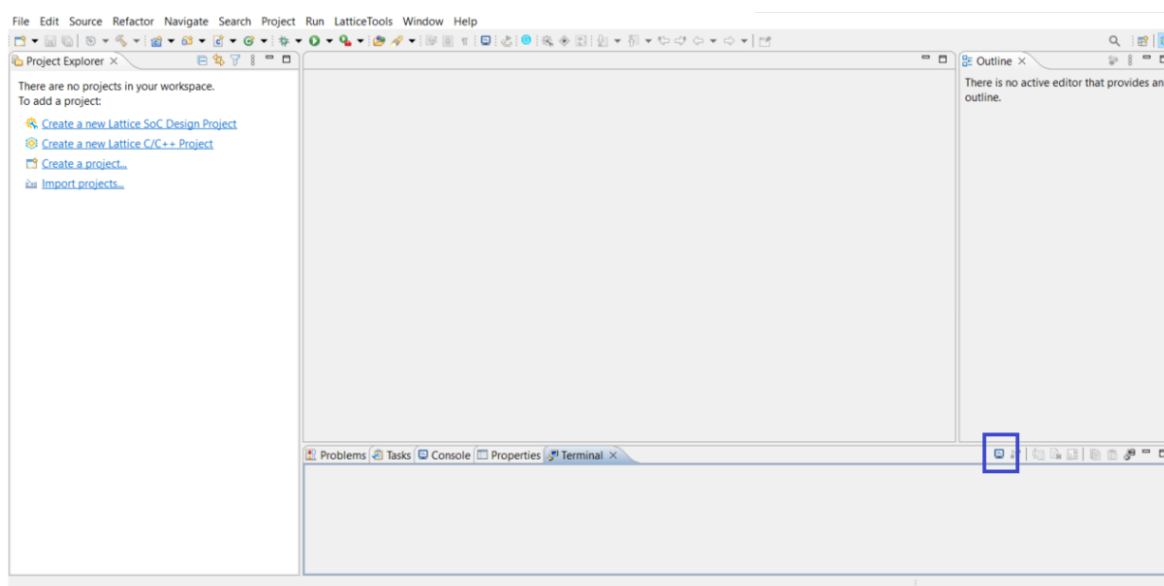 File Edit Source Refactor Navigate Search Project Run LatticeTools Window Help
Project Explorer
There are no projects in your workspace.
To add a project:
Create a new Lattice SoC Design Project
Create a new Lattice C/C++ Project
Create a project...
Import projects...
Outline
There is no active editor that provides an
outline.
Problems Tasks Console Properties Terminal